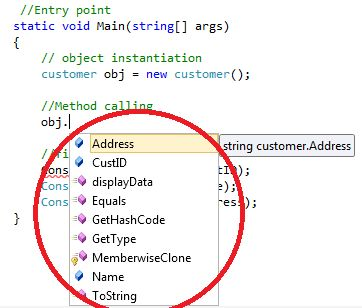 //Entry point
static void Main(string[] args)
{
// object instantiation
customer obj = new customer();
//Method calling
obj.
Address
string customer.Address
CustID
displayData
Equals
GetHashCode
GetType
MemberwiseClone
Name
ToString
}